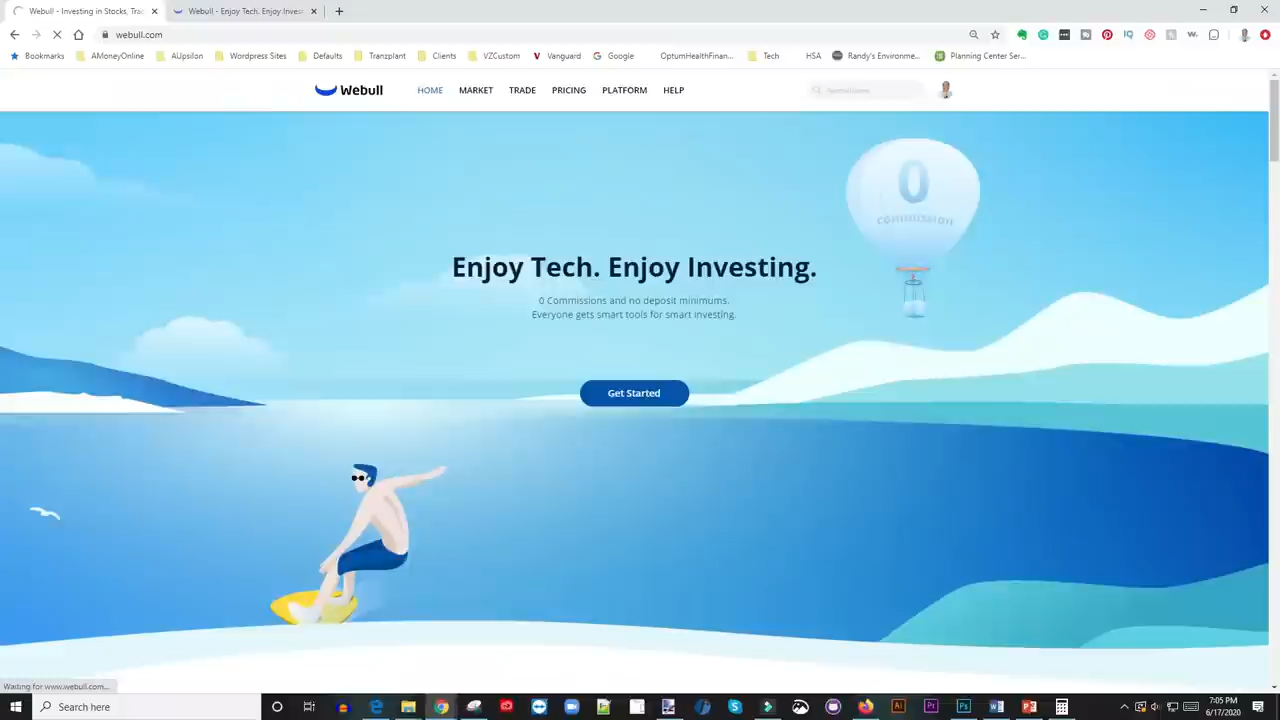 Webull - Investing in Stocks, Tra
Webull - Enjoy Tech. Enjoy Invest
webull.com
Bookmarks AMoneyOnline AUpsilon Wordpress Sites Defaults Tranzplant Clients VZCustom Vanguard Google OptumHealthFinan... Tech HSA Randy's Environme... Planning Center Ser...
Webull HOME MARKET TRADE PRICING PLATFORM HELP
0
COMMISSION
Enjoy Tech. Enjoy Investing.
0 Commissions and no deposit minimums.
Everyone gets smart tools for smart investing.
Get Started
Waiting for www.webull.com...
Search here
7:05 PM
6/17/2020